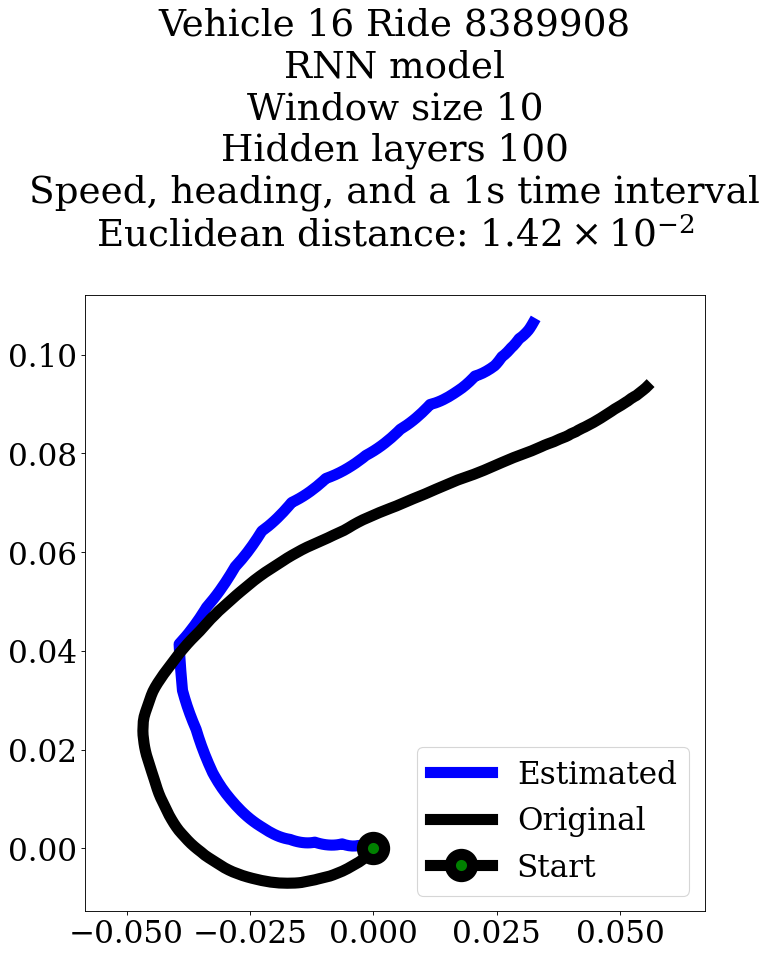 Vehicle 16 Ride 8389908
RNN model
Window size 10
Hidden layers 100
Speed, heading, and a 1s time interval
Euclidean distance: 1.42 × 10⁻²
0.10
0.08
0.06
0.04
0.02
0.00
Estimated
Original
Start
−0.050 −0.025 0.000 0.025 0.050